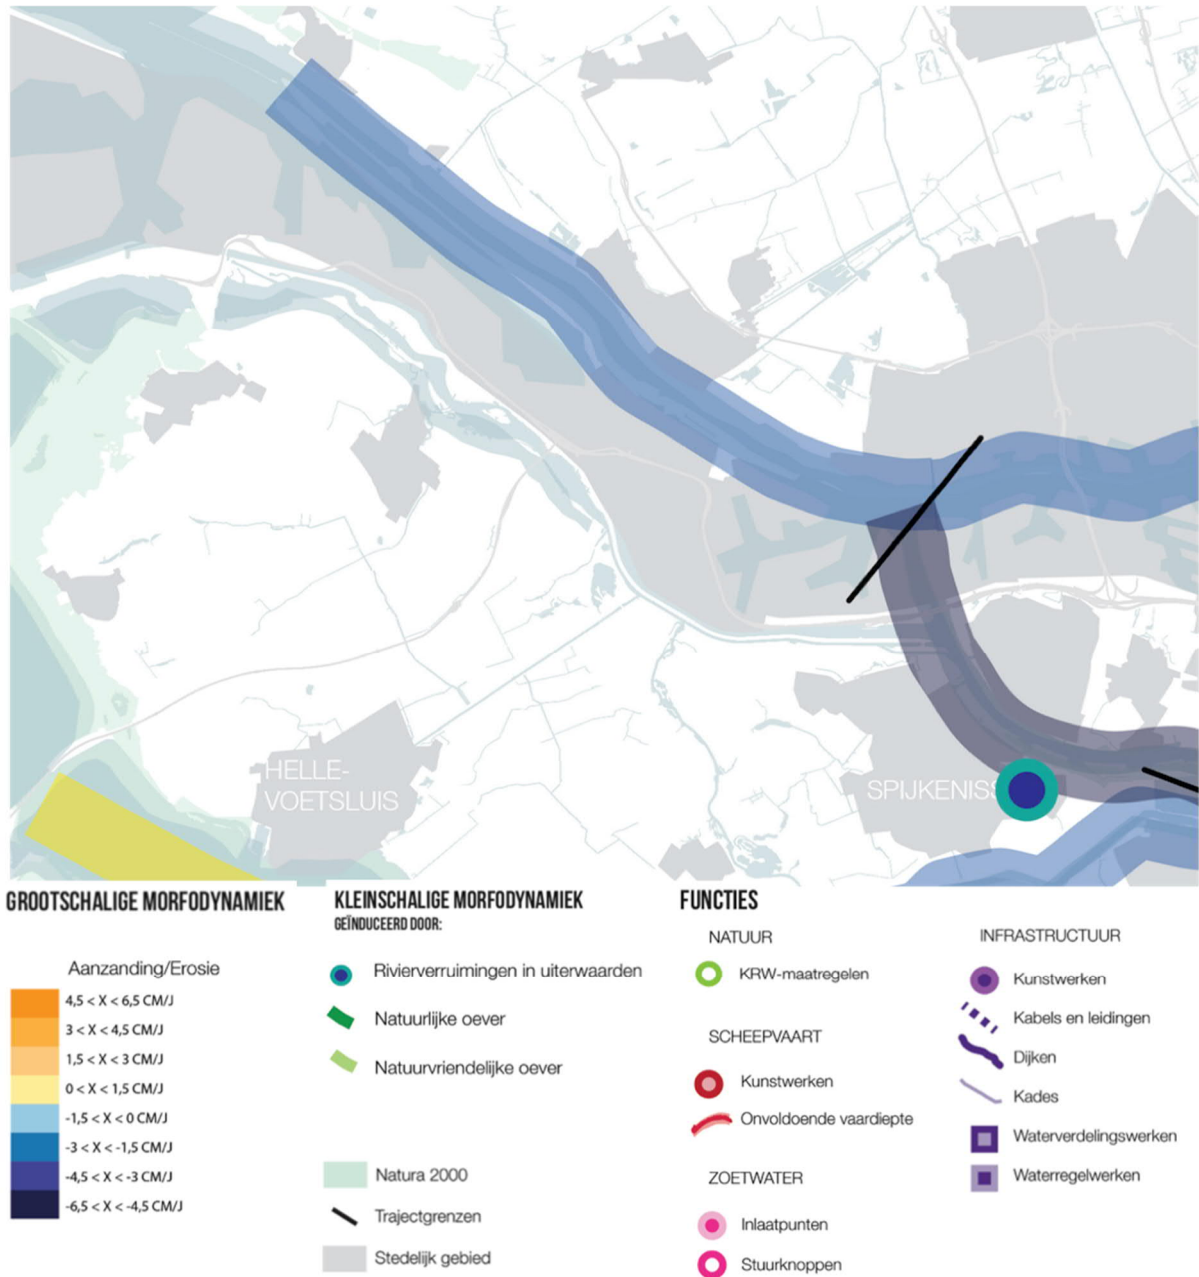 HELLE-
VOETSLUIS
SPIJKENISS
GROOTSCHALIGE MORFODYNAMIEK
Aanzanding/Erosie
4,5 < X < 6,5 CM/J
3 < X < 4,5 CM/J
1,5 < X < 3 CM/J
0 < X < 1,5 CM/J
-1,5 < X < 0 CM/J
-3 < X < -1,5 CM/J
-4,5 < X < -3 CM/J
-6,5 < X < -4,5 CM/J
KLEINSCHALIGE MORFODYNAMIEK
GEÏNDUCEERD DOOR:
Rivierverruimingen in uiterwaarden
Natuurlijke oever
Natuurvriendelijke oever
Natura 2000
Trajectgrenzen
Stedelijk gebied
FUNCTIES
NATUUR
KRW-maatregelen
SCHEEPVAART
Kunstwerken
Onvoldoende vaardiepte
ZOETWATER
Inlaatpunten
Stuurknoppen
INFRASTRUCTUUR
Kunstwerken
Kabels en leidingen
Dijken
Kades
Waterverdelingswerken
Waterregelwerken